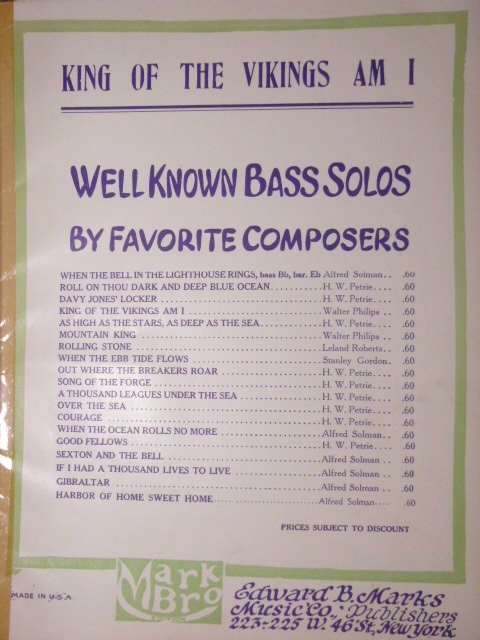 KING OF THE VIKINGS AM I
WELL KNOWN BASS SOLOS
BY FAVORITE COMPOSERS
WHEN THE BELL IN THE LIGHTHOUSE RINGS, bass Bb, bar. Eb Alfred Solman.. .60
ROLL ON THOU DARK AND DEEP BLUE OCEAN.......... H. W. Petrie.... .60
DAVY JONES' LOCKER .......... H. W. Petrie.... .60
KING OF THE VIKINGS AM I .......... Walter Philips .. .60
AS HIGH AS THE STARS, AS DEEP AS THE SEA.......... H. W. Petrie.... .60
MOUNTAIN KING .......... Walter Philips .. .60
ROLLING STONE .......... Leland Roberts.. .60
WHEN THE EBB TIDE FLOWS .......... Stanley Gordon.. .60
OUT WHERE THE BREAKERS ROAR .......... H. W. Petrie.... .60
SONG OF THE FORGE .......... H. W. Petrie.... .60
A THOUSAND LEAGUES UNDER THE SEA .......... H. W. Petrie.... .60
OVER THE SEA .......... H. W. Petrie.... .60
COURAGE .......... H. W. Petrie.... .60
WHEN THE OCEAN ROLLS NO MORE .......... Alfred Solman.. .60
GOOD FELLOWS .......... H. W. Petrie.... .60
SEXTON AND THE BELL .......... Alfred Solman .. .60
IF I HAD A THOUSAND LIVES TO LIVE .......... Alfred Solman .. .60
GIBRALTAR .......... Alfred Solman .. .60
HARBOR OF HOME SWEET HOME .......... Alfred Solman.... .60
PRICES SUBJECT TO DISCOUNT
MADE IN U.S.A.
Mark
Bro
Edward B. Marks
Music Co., Publishers
223-225 W. 46 St, New York